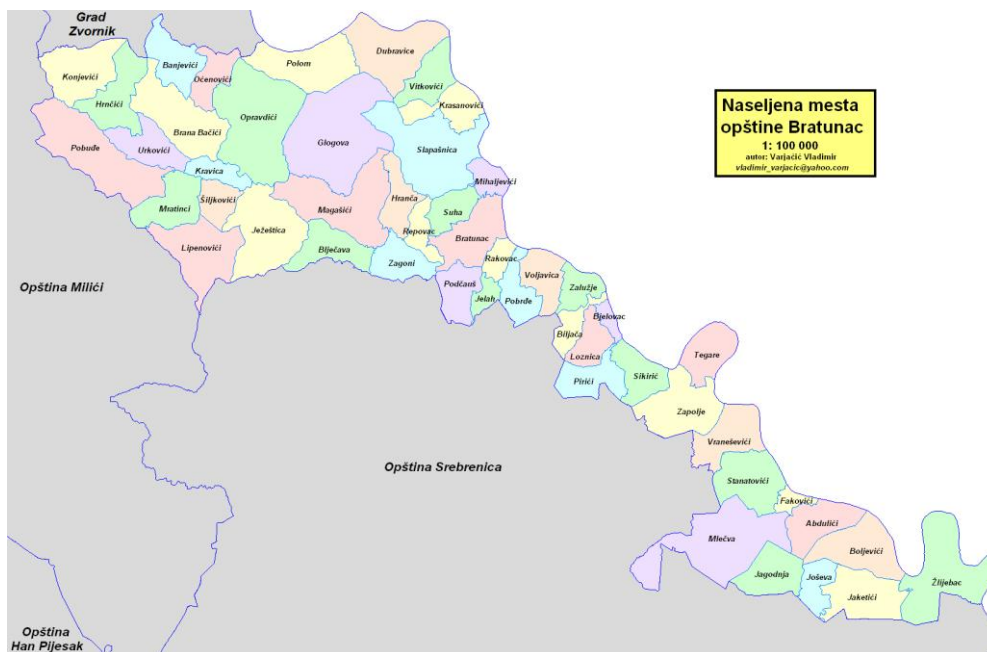 Grad
Zvornik
Naseljena mesta
opštine Bratunac
1: 100 000
autor: Varjačić Vladimir
vladimir_varjacic@yahoo.com
Konjevići
Hrnčići
Banjevići
Oćenovići
Polom
Dubravice
Vitkovići
Krasanovići
Opravdići
Brana Bačići
Glogova
Slapašnica
Pobuđe
Urkovići
Kravica
Mihaljevići
Mratinci
Šiljkovići
Hranča
Magašići
Repovac
Suha
Ježeštica
Bratunac
Lipenovići
Blječava
Zagoni
Rakovac
Voljavica
Podčauš
Jelah
Pobrđe
Zalužje
Bjelovac
Biljača
Loznica
Pirići
Sikirić
Tegare
Zapolje
Vraneševići
Opština Milići
Opština Srebrenica
Stanatovići
Fakovići
Abdulići
Mlečva
Boljevići
Jagodnja
Joševa
Jaketići
Žlijebac
Opština
Han Pijesak